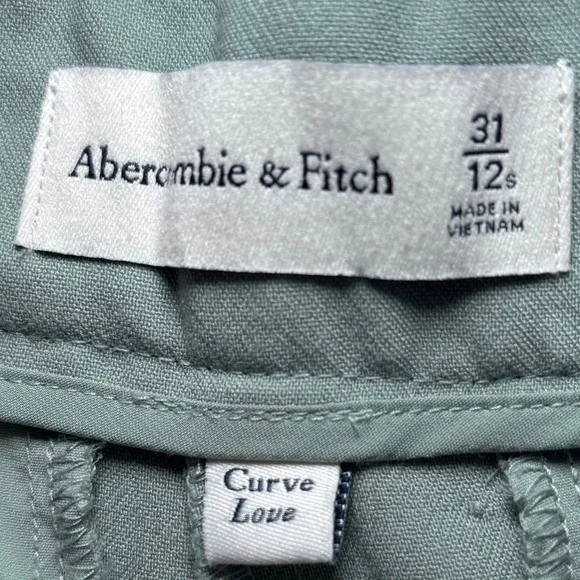 Abercrombie & Fitch
31
12s
MADE IN
VIETNAM
Curve
Love